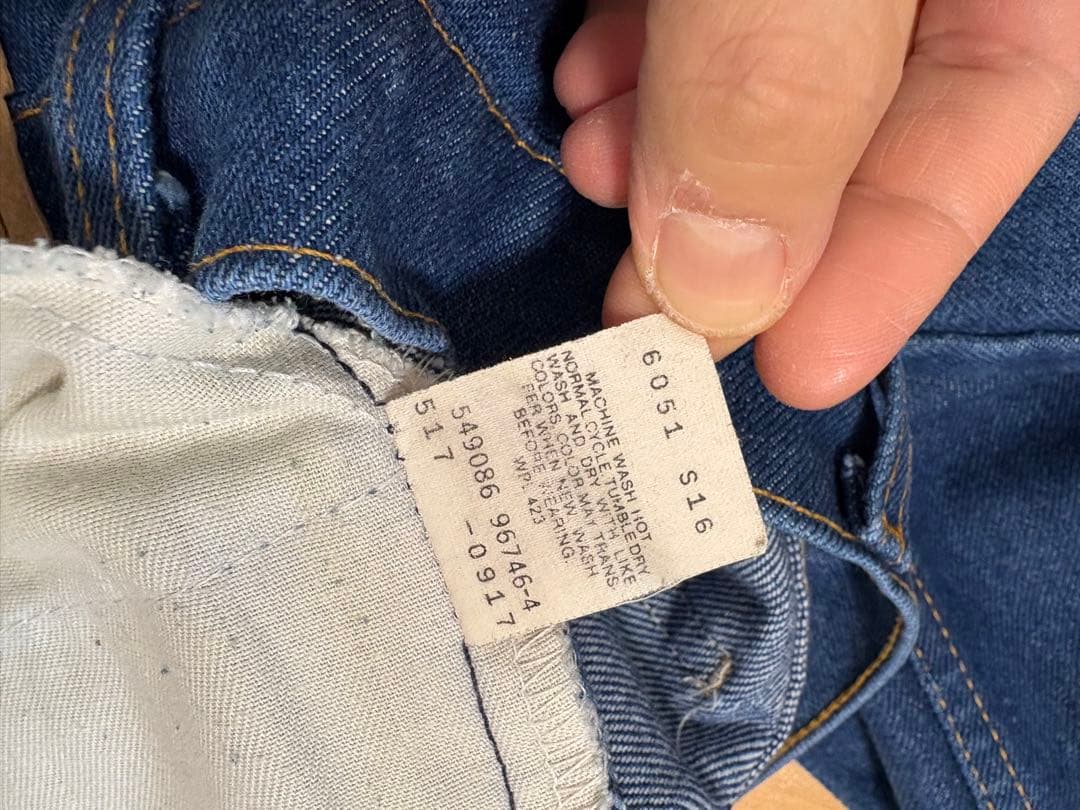 6051 S16
MACHINE WASH HOT
NORMAL CYCLE, TUMBLE DRY
WASH AND DRY WITH LIKE
COLORS. COLOR MAY TRANS-
FER WHEN NEW WASH
BEFORE WEARING.
WPL 423
549086 96746-4
517 -0917